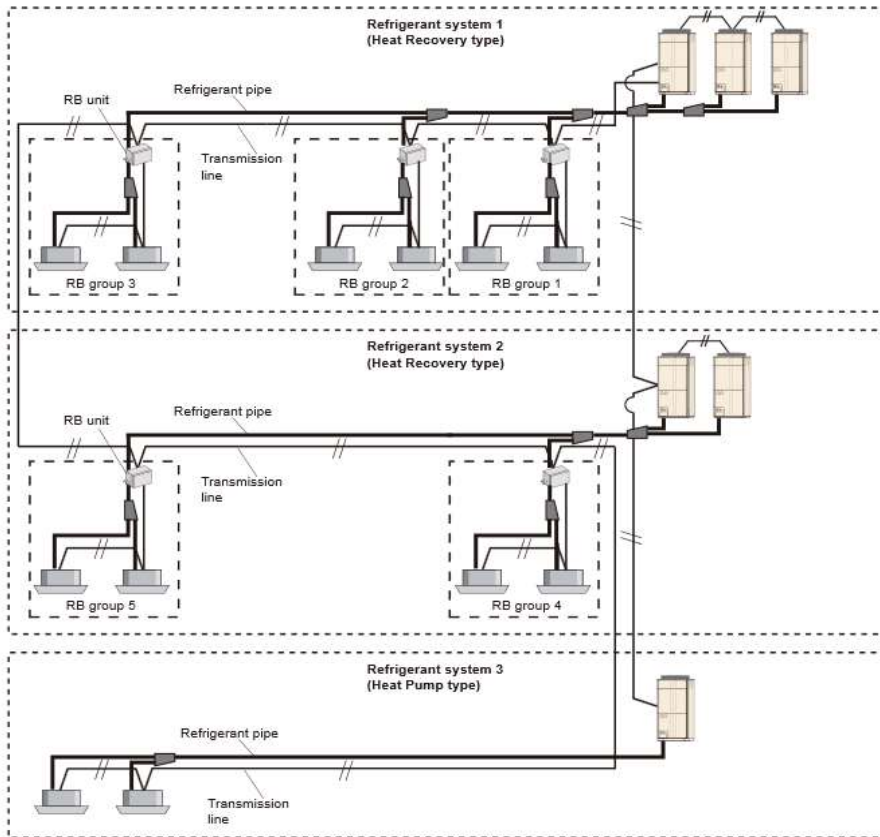 Refrigerant system 1
(Heat Recovery type)
RB unit
Refrigerant pipe
Transmission
line
RB group 3
RB group 2
RB group 1
Refrigerant system 2
(Heat Recovery type)
RB unit
Refrigerant pipe
Transmission
line
RB group 5
RB group 4
Refrigerant system 3
(Heat Pump type)
Refrigerant pipe
Transmission
line